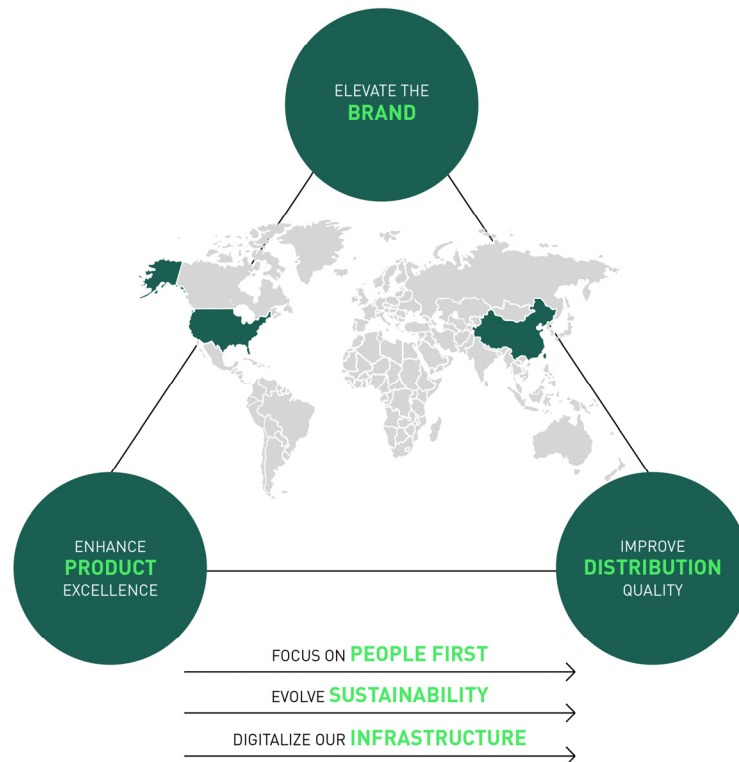 ELEVATE THE
BRAND
ENHANCE
PRODUCT
EXCELLENCE
IMPROVE
DISTRIBUTION
QUALITY
FOCUS ON PEOPLE FIRST
EVOLVE SUSTAINABILITY
DIGITALIZE OUR INFRASTRUCTURE